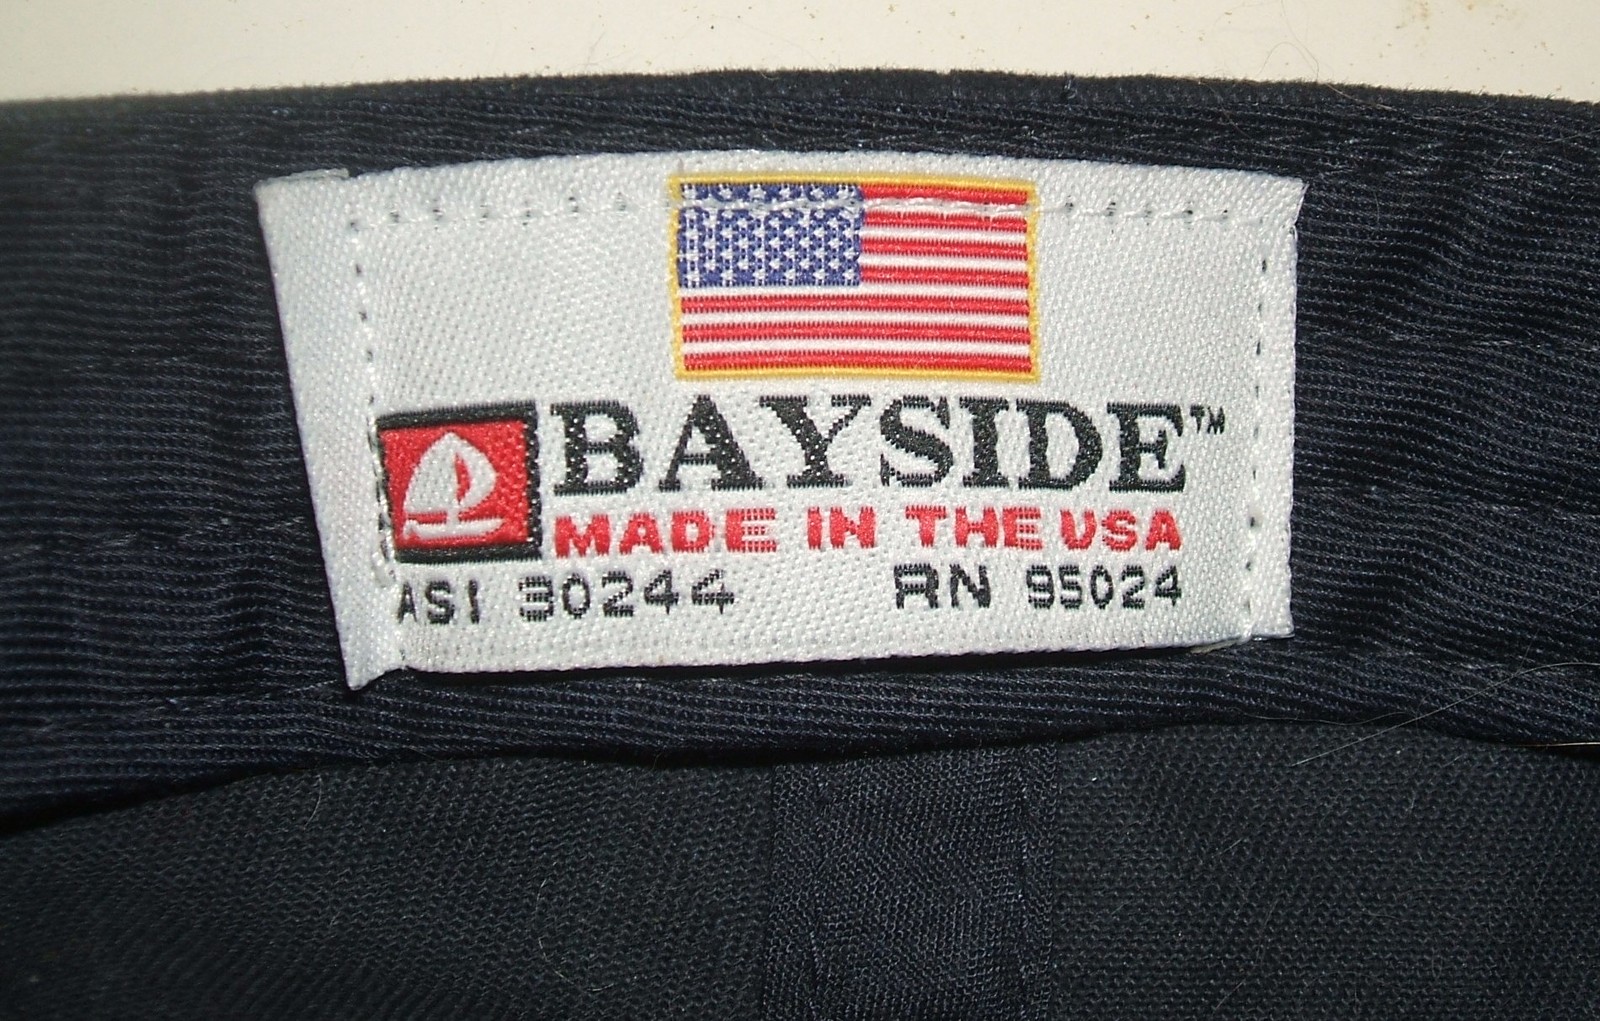 BAYSIDE™
MADE IN THE USA
ASI 30244 RN 95024